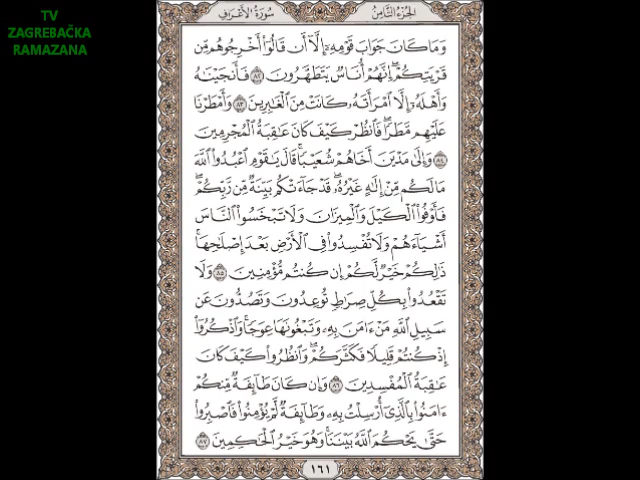 TV
ZAGREBAČKA
RAMAZANA
الجزء الثامن
سورة الأعراف
وَمَا كَانَ جَوَابَ قَوْمِهِۦٓ إِلَّآ أَن قَالُوٓا۟ أَخْرِجُوهُم مِّن
قَرْيَتِكُمْ ۖ إِنَّهُمْ أُنَاسٌ يَتَطَهَّرُونَ ٨٢ فَأَنجَيْنَٰهُ
وَأَهْلَهُۥٓ إِلَّا ٱمْرَأَتَهُۥ كَانَتْ مِنَ ٱلْغَٰبِرِينَ ٨٣ وَأَمْطَرْنَا
عَلَيْهِم مَّطَرًا ۖ فَٱنظُرْ كَيْفَ كَانَ عَٰقِبَةُ ٱلْمُجْرِمِينَ
٨٤ وَإِلَىٰ مَدْيَنَ أَخَاهُمْ شُعَيْبًا ۗ قَالَ يَٰقَوْمِ ٱعْبُدُوا۟ ٱللَّهَ
مَا لَكُم مِّنْ إِلَٰهٍ غَيْرُهُۥ ۖ قَدْ جَآءَتْكُم بَيِّنَةٌ مِّن رَّبِّكُمْ ۖ
فَأَوْفُوا۟ ٱلْكَيْلَ وَٱلْمِيزَانَ وَلَا تَبْخَسُوا۟ ٱلنَّاسَ
أَشْيَآءَهُمْ وَلَا تُفْسِدُوا۟ فِى ٱلْأَرْضِ بَعْدَ إِصْلَٰحِهَا ۚ
ذَٰلِكُمْ خَيْرٌ لَّكُمْ إِن كُنتُم مُّؤْمِنِينَ ٨٥ وَلَا
تَقْعُدُوا۟ بِكُلِّ صِرَٰطٍ تُوعِدُونَ وَتَصُدُّونَ عَن
سَبِيلِ ٱللَّهِ مَنْ ءَامَنَ بِهِۦ وَتَبْغُونَهَا عِوَجًا ۚ وَٱذْكُرُوٓا۟
إِذْ كُنتُمْ قَلِيلًا فَكَثَّرَكُمْ ۖ وَٱنظُرُوا۟ كَيْفَ كَانَ
عَٰقِبَةُ ٱلْمُفْسِدِينَ ٨٦ وَإِن كَانَ طَآئِفَةٌ مِّنكُمْ
ءَامَنُوا۟ بِٱلَّذِىٓ أُرْسِلْتُ بِهِۦ وَطَآئِفَةٌ لَّمْ يُؤْمِنُوا۟ فَٱصْبِرُوا۟
حَتَّىٰ يَحْكُمَ ٱللَّهُ بَيْنَنَا ۚ وَهُوَ خَيْرُ ٱلْحَٰكِمِينَ ٨٧
١٦١